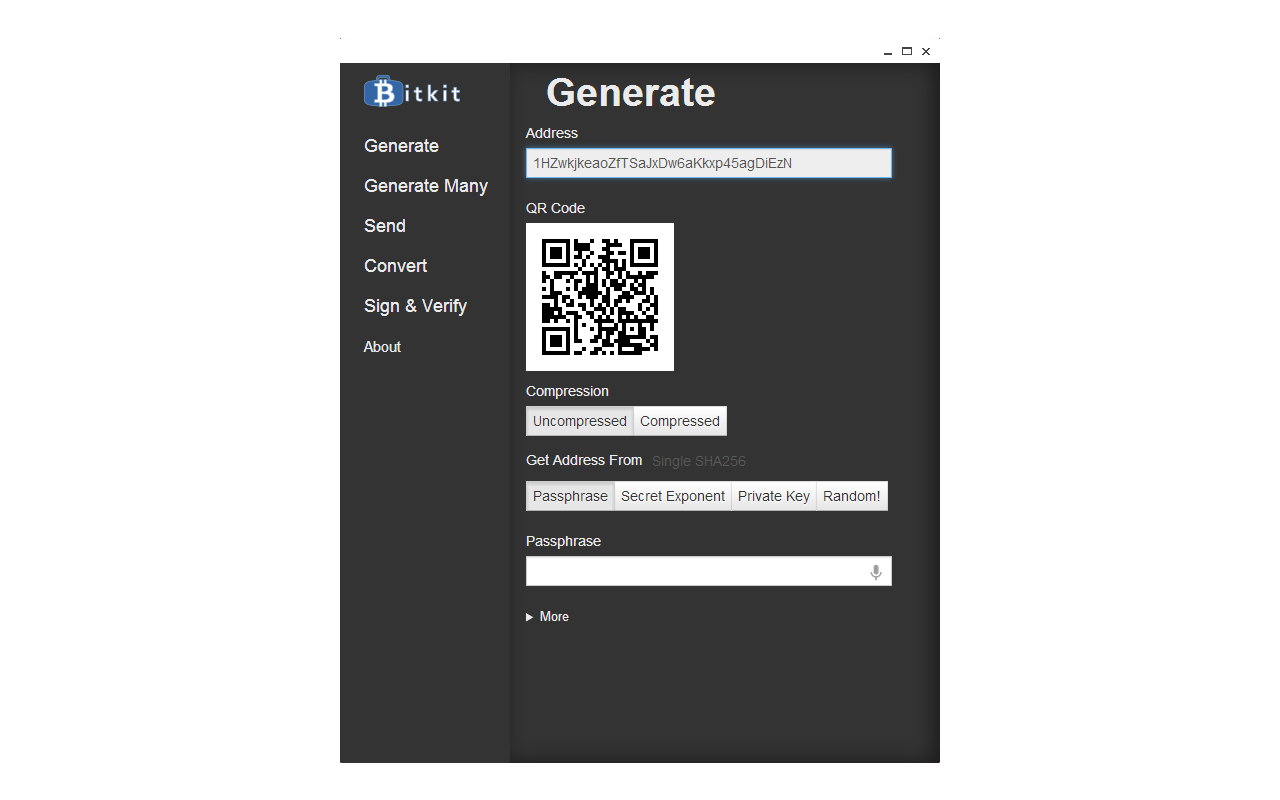 Bitkit
Generate
Generate Many
Send
Convert
Sign & Verify
About
Generate
Address
1HZwkjkeaoZfTSaJxDw6aKkxp45agDiEzN
QR Code
Compression
Uncompressed Compressed
Get Address From Single SHA256
Passphrase Secret Exponent Private Key Random!
Passphrase
More